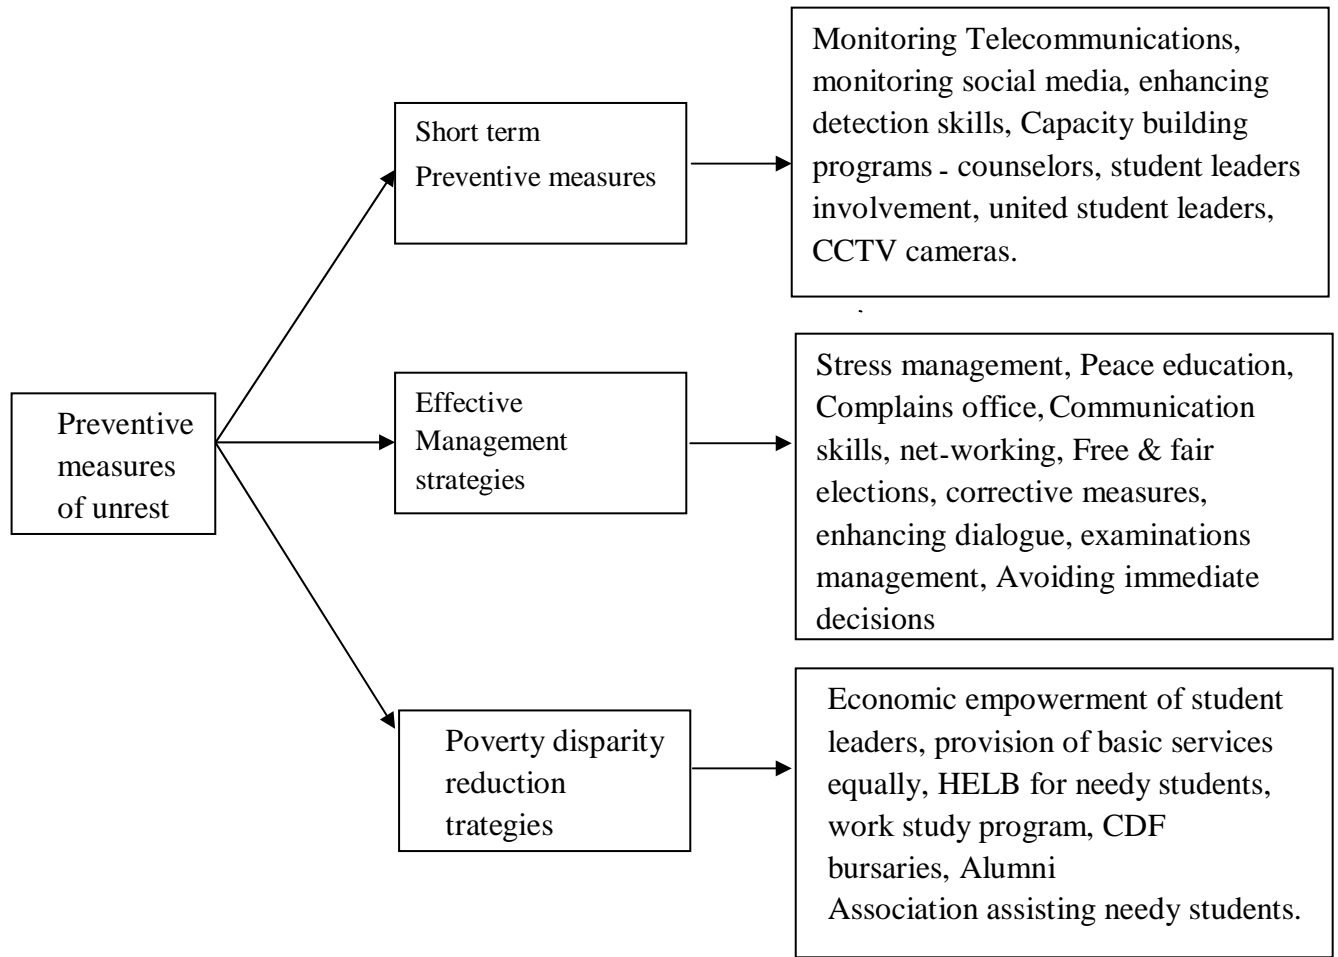 Preventive
measures
of unrest
Short term
Preventive measures
Monitoring Telecommunications,
monitoring social media, enhancing
detection skills, Capacity building
programs - counselors, student leaders
involvement, united student leaders,
CCTV cameras.
Effective
Management
strategies
Stress management, Peace education,
Complains office, Communication
skills, net-working, Free & fair
elections, corrective measures,
enhancing dialogue, examinations
management, Avoiding immediate
decisions
Poverty disparity
reduction
trategies
Economic empowerment of student
leaders, provision of basic services
equally, HELB for needy students,
work study program, CDF
bursaries, Alumni
Association assisting needy students.